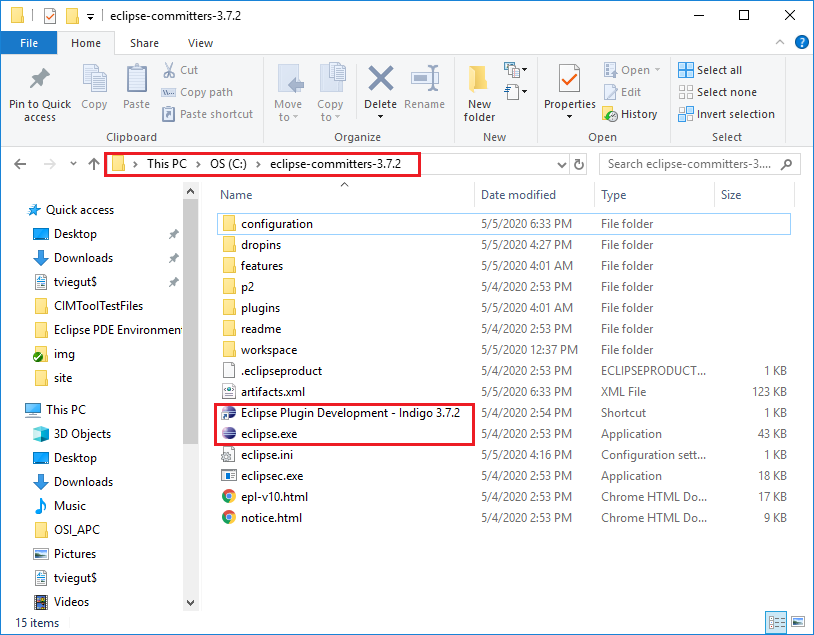 eclipse-committers-3.7.2
File Home Share View
Pin to Quick access
Copy
Paste
Cut
Copy path
Paste shortcut
Clipboard
Move to
Copy to
Delete
Rename
Organize
New folder
New
Properties
Open
Edit
History
Open
Select all
Select none
Invert selection
Select
This PC > OS (C:) > eclipse-committers-3.7.2
Search eclipse-committers-3....
Quick access
Desktop
Downloads
tviegut$
CIMToolTestFiles
Eclipse PDE Environmen
img
site
This PC
3D Objects
Desktop
Downloads
Music
OSI_APC
Pictures
tviegut$
Videos
Name Date modified Type Size
configuration 5/5/2020 6:33 PM File folder
dropins 5/5/2020 4:27 PM File folder
features 5/5/2020 4:01 AM File folder
p2 5/4/2020 2:53 PM File folder
plugins 5/5/2020 4:01 AM File folder
readme 5/4/2020 2:53 PM File folder
workspace 5/5/2020 12:37 PM File folder
.eclipseproduct 5/4/2020 2:53 PM ECLIPSEPRODUCT... 1 KB
artifacts.xml 5/5/2020 6:33 PM XML File 123 KB
Eclipse Plugin Development - Indigo 3.7.2 5/4/2020 2:54 PM Shortcut 1 KB
eclipse.exe 5/4/2020 2:53 PM Application 43 KB
eclipse.ini 5/5/2020 4:16 PM Configuration sett... 1 KB
eclipsec.exe 5/4/2020 2:53 PM Application 18 KB
epl-v10.html 5/4/2020 2:53 PM Chrome HTML Do... 17 KB
notice.html 5/4/2020 2:53 PM Chrome HTML Do... 9 KB
15 items